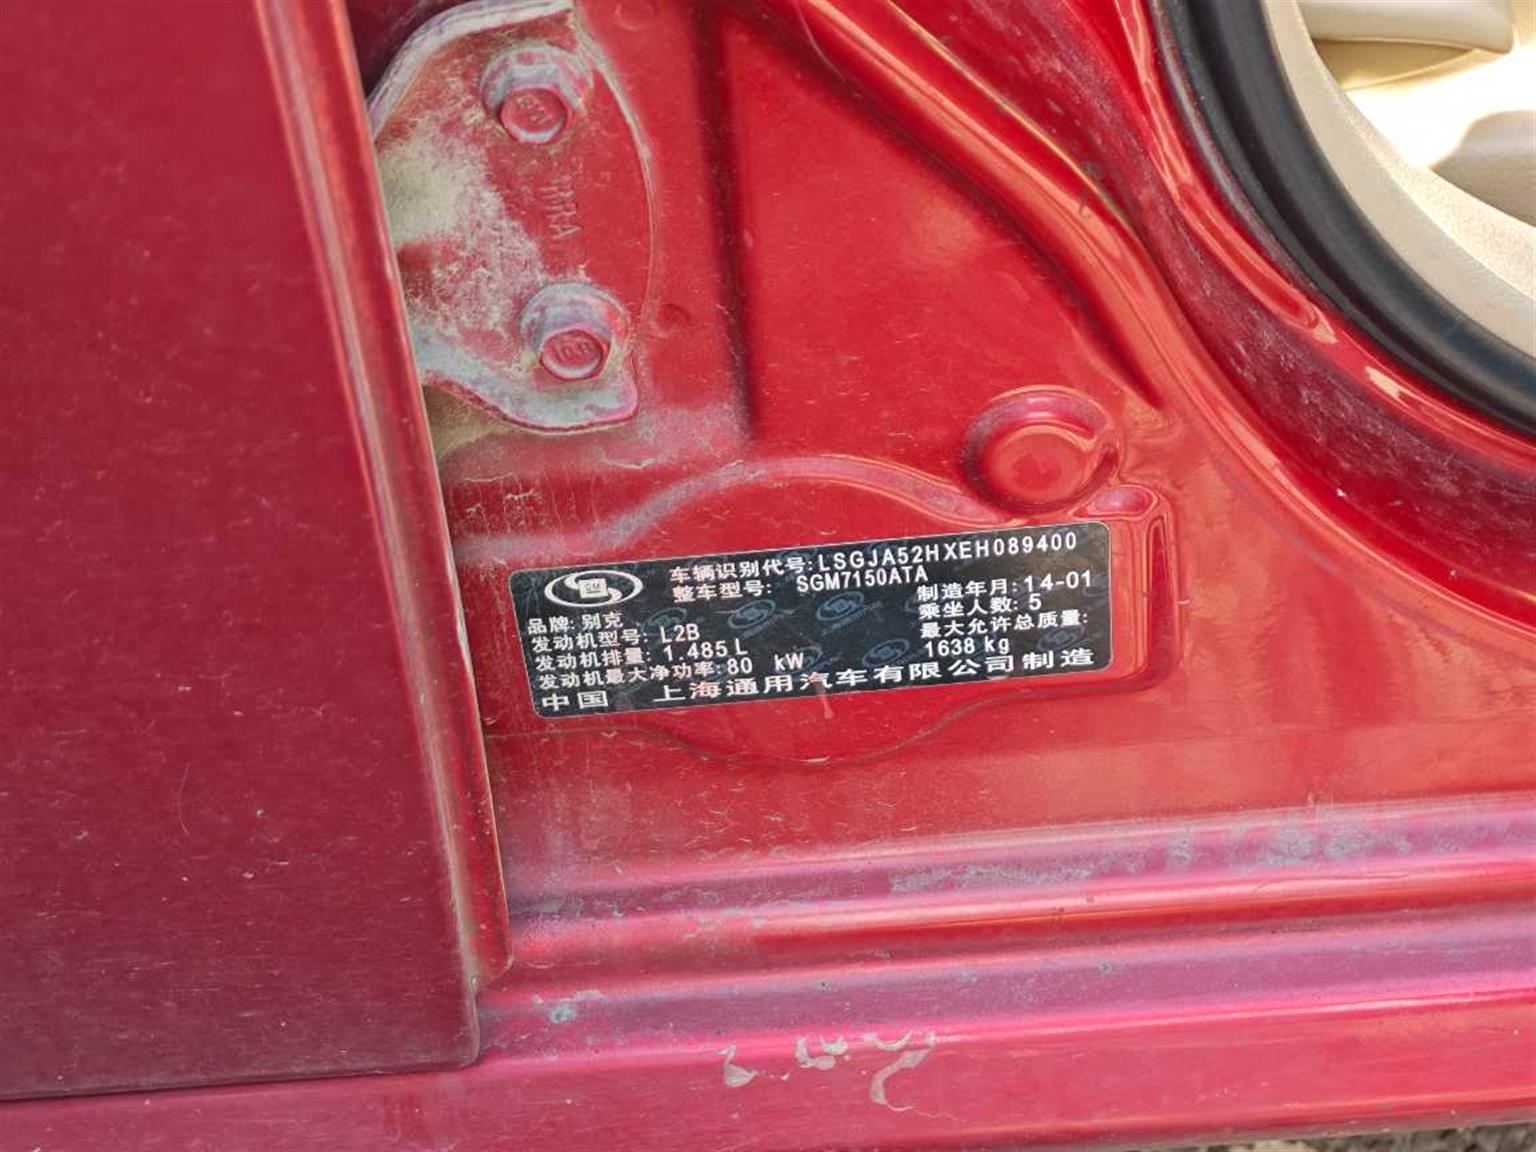 车辆识别代号:LSGJA52HXEH089400
整车型号: SGM7150ATA
品牌:别克
制造年月:14-01
发动机型号: L2B
乘坐人数:5
发动机排量:1.485 L
最大允许总质量:
发动机最大净功率:80 kW
1638 kg
中国 上海通用汽车有限公司制造
GM